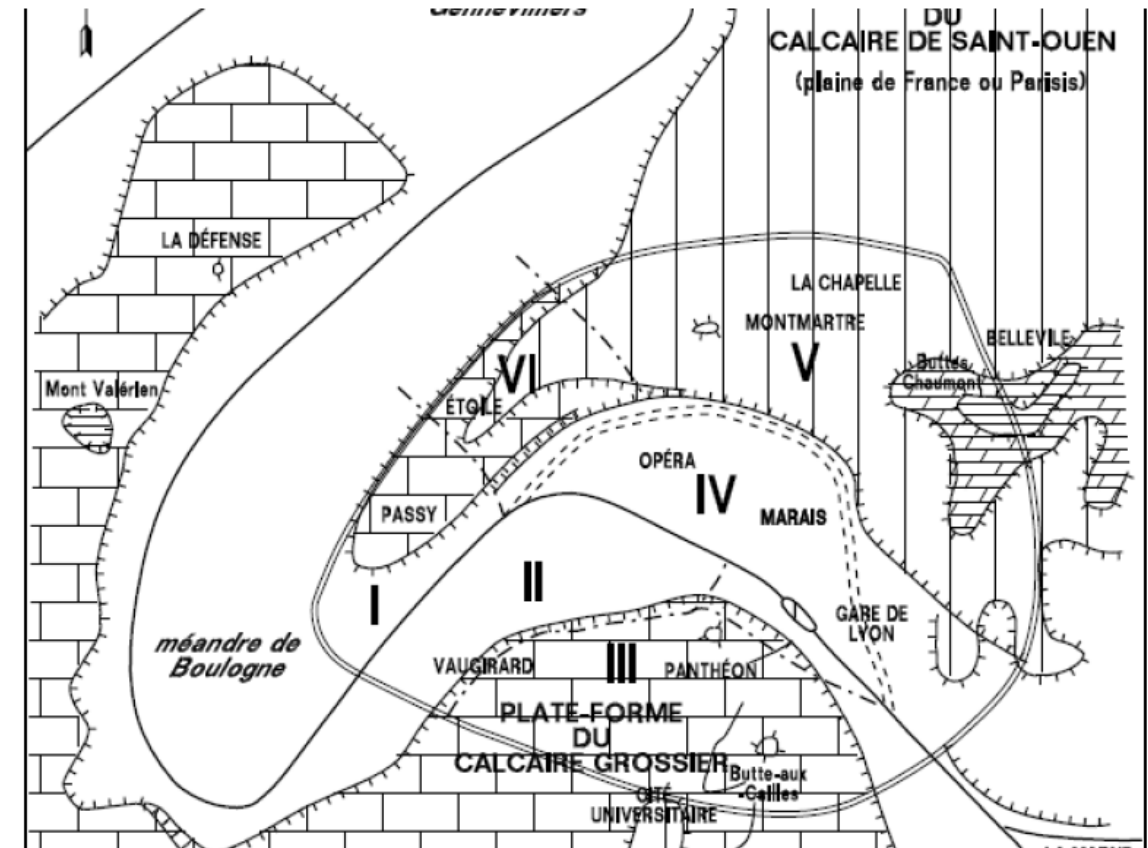 Gennevilliers
DU
CALCAIRE DE SAINT-OUEN
(plaine de France ou Parisis)
LA DÉFENSE
LA CHAPELLE
MONTMARTRE
V
BELLEVILE
Buttes
Chaumont
Mont Valérien
VI
ÉTOILE
OPÉRA
IV
MARAIS
PASSY
I
II
GARE DE
LYON
méandre de
Boulogne
VAUGIRARD
III
PANTHÉON
PLATE-FORME
DU
CALCAIRE GROSSIER
Butte-aux
-Cailles
CITÉ
UNIVERSITAIRE